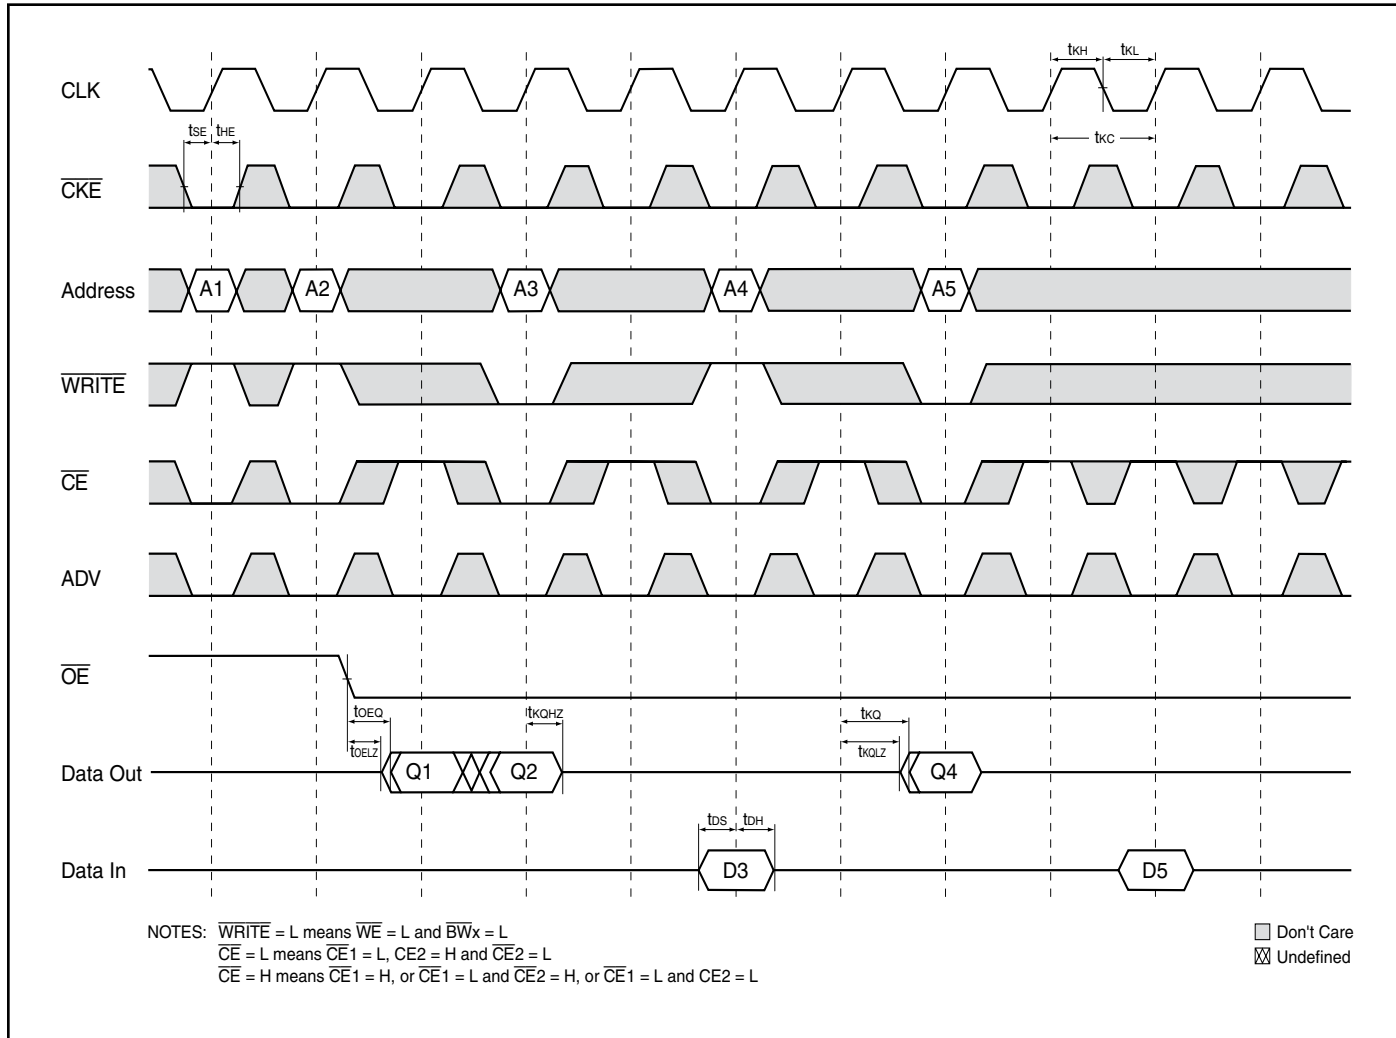 tKH tKL
CLK
tSE tHE
tKC
CKE
Address A1 A2 A3 A4 A5
WRITE
CE
ADV
OE
tOEQ tKQHZ tKQ
tOELZ tKQLZ
Data Out Q1 Q2 Q4
tDS tDH
Data In D3 D5
NOTES: WRITE = L means WE = L and BWx = L
CE = L means CE1 = L, CE2 = H and CE2 = L
CE = H means CE1 = H, or CE1 = L and CE2 = H, or CE1 = L and CE2 = L
Don't Care
Undefined